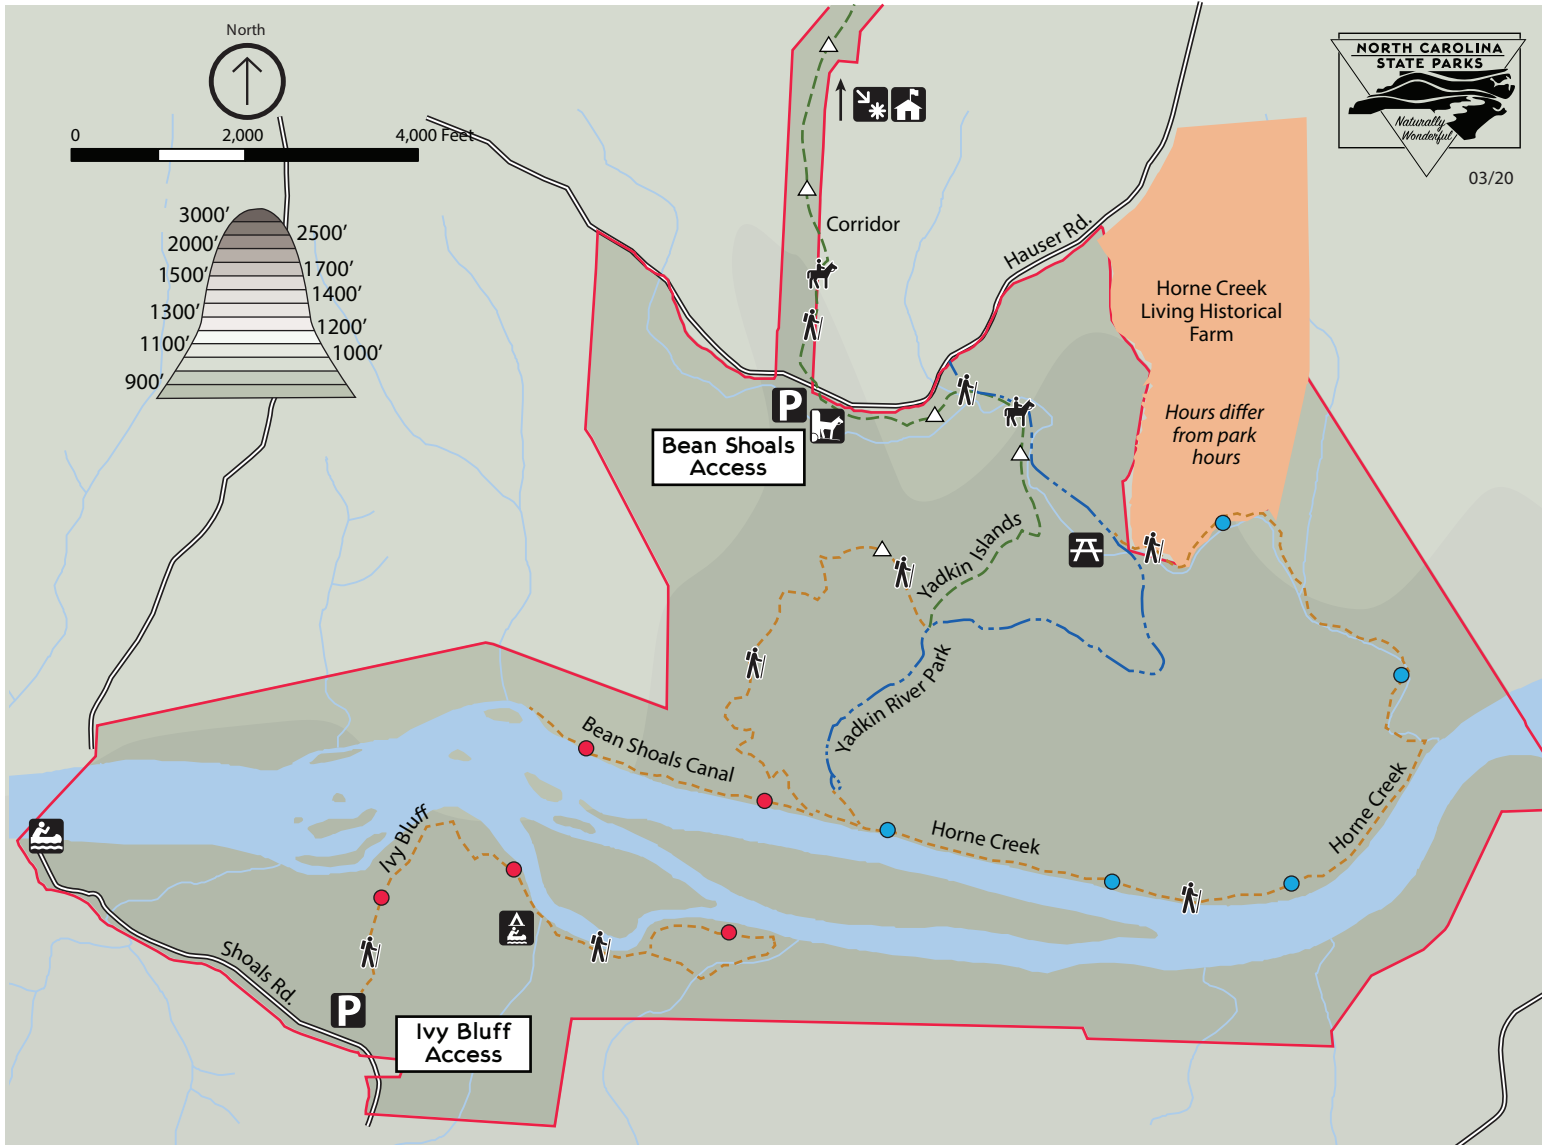 North
0
2,000
4,000 Feet
3000'
2500'
2000'
1700'
1500'
1400'
1300'
1200'
1100'
1000'
900'
NORTH CAROLINA
STATE PARKS
Naturally
Wonderful
03/20
Corridor
Hauser Rd.
Horne Creek
Living Historical
Farm
Hours differ
from park
hours
P
Bean Shoals
Access
Yadkin Islands
Yadkin River Park
Bean Shoals Canal
Ivy Bluff
Horne Creek
Horne Creek
Shoals Rd.
P
Ivy Bluff
Access